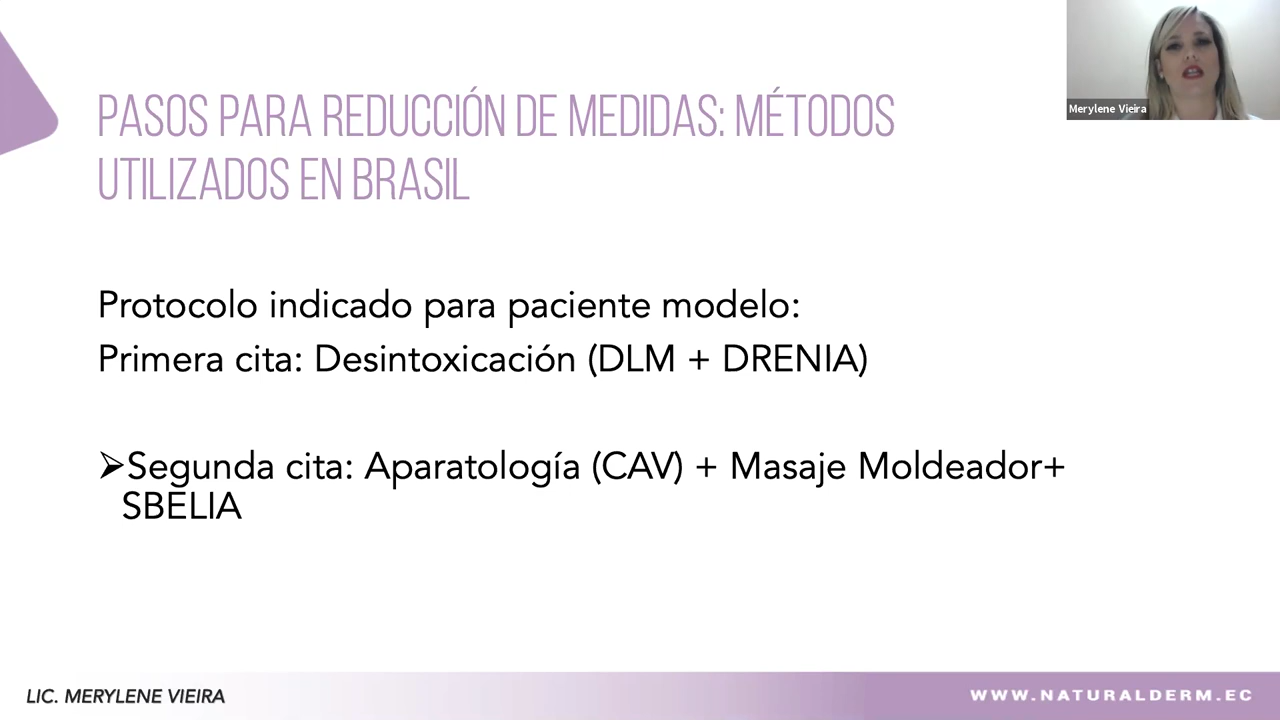 PASOS PARA REDUCCIÓN DE MEDIDAS: MÉTODOS
UTILIZADOS EN BRASIL
Merylene Vieira
Protocolo indicado para paciente modelo:
Primera cita: Desintoxicación (DLM + DRENIA)
➢Segunda cita: Aparatología (CAV) + Masaje Moldeador+
SBELIA
LIC. MERYLENE VIEIRA
WWW.NATURALDERM.EC